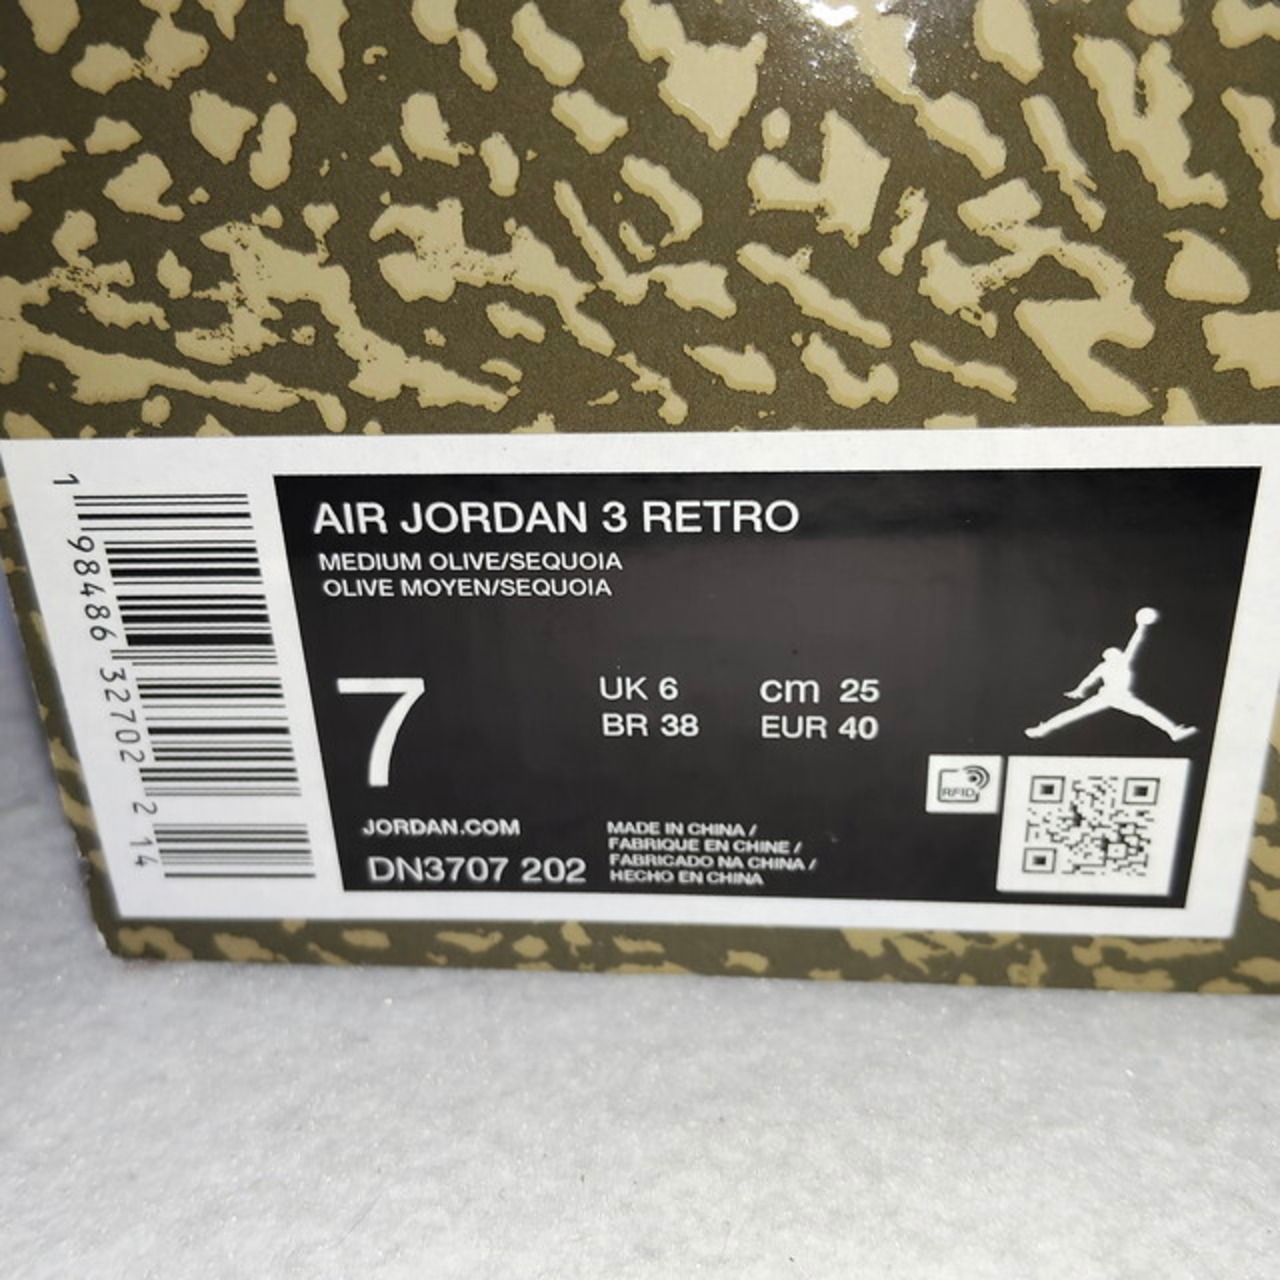 AIR JORDAN 3 RETRO
MEDIUM OLIVE/SEQUOIA
OLIVE MOYEN/SEQUOIA
7
UK 6 cm 25
BR 38 EUR 40
RFID
JORDAN.COM
DN3707 202
MADE IN CHINA /
FABRIQUE EN CHINE /
FABRICADO NA CHINA /
HECHO EN CHINA
1 98486 32702 2 14